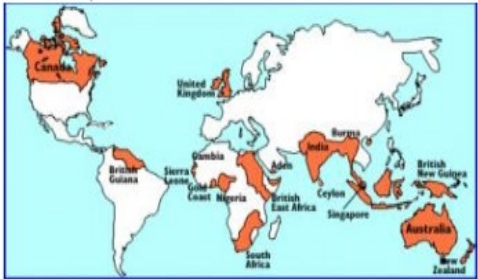 Canada
United
Kingdom
British
Guiana
Gambia
Sierra
Leone
Gold
Coast
Nigeria
Aden
British
East Africa
South
Africa
India
Burma
Ceylon
Singapore
British
New Guinea
Australia
New
Zealand